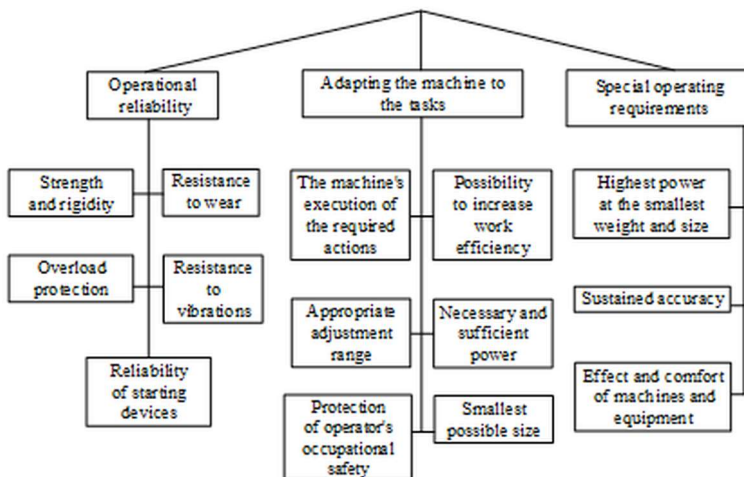 Operational
reliability
Adapting the machine to
the tasks
Special operating
requirements
Strength
and rigidity
Resistance
to wear
Overload
protection
Resistance
to
vibrations
Reliability
of starting
devices
The machine's
execution of
the required
actions
Possibility
to increase
work
efficiency
Appropriate
adjustment
range
Necessary and
sufficient
power
Protection
of operator's
occupational
safety
Smallest
possible size
Highest power
at the smallest
weight and size
Sustained accuracy
Effect and comfort
of machines and
equipment